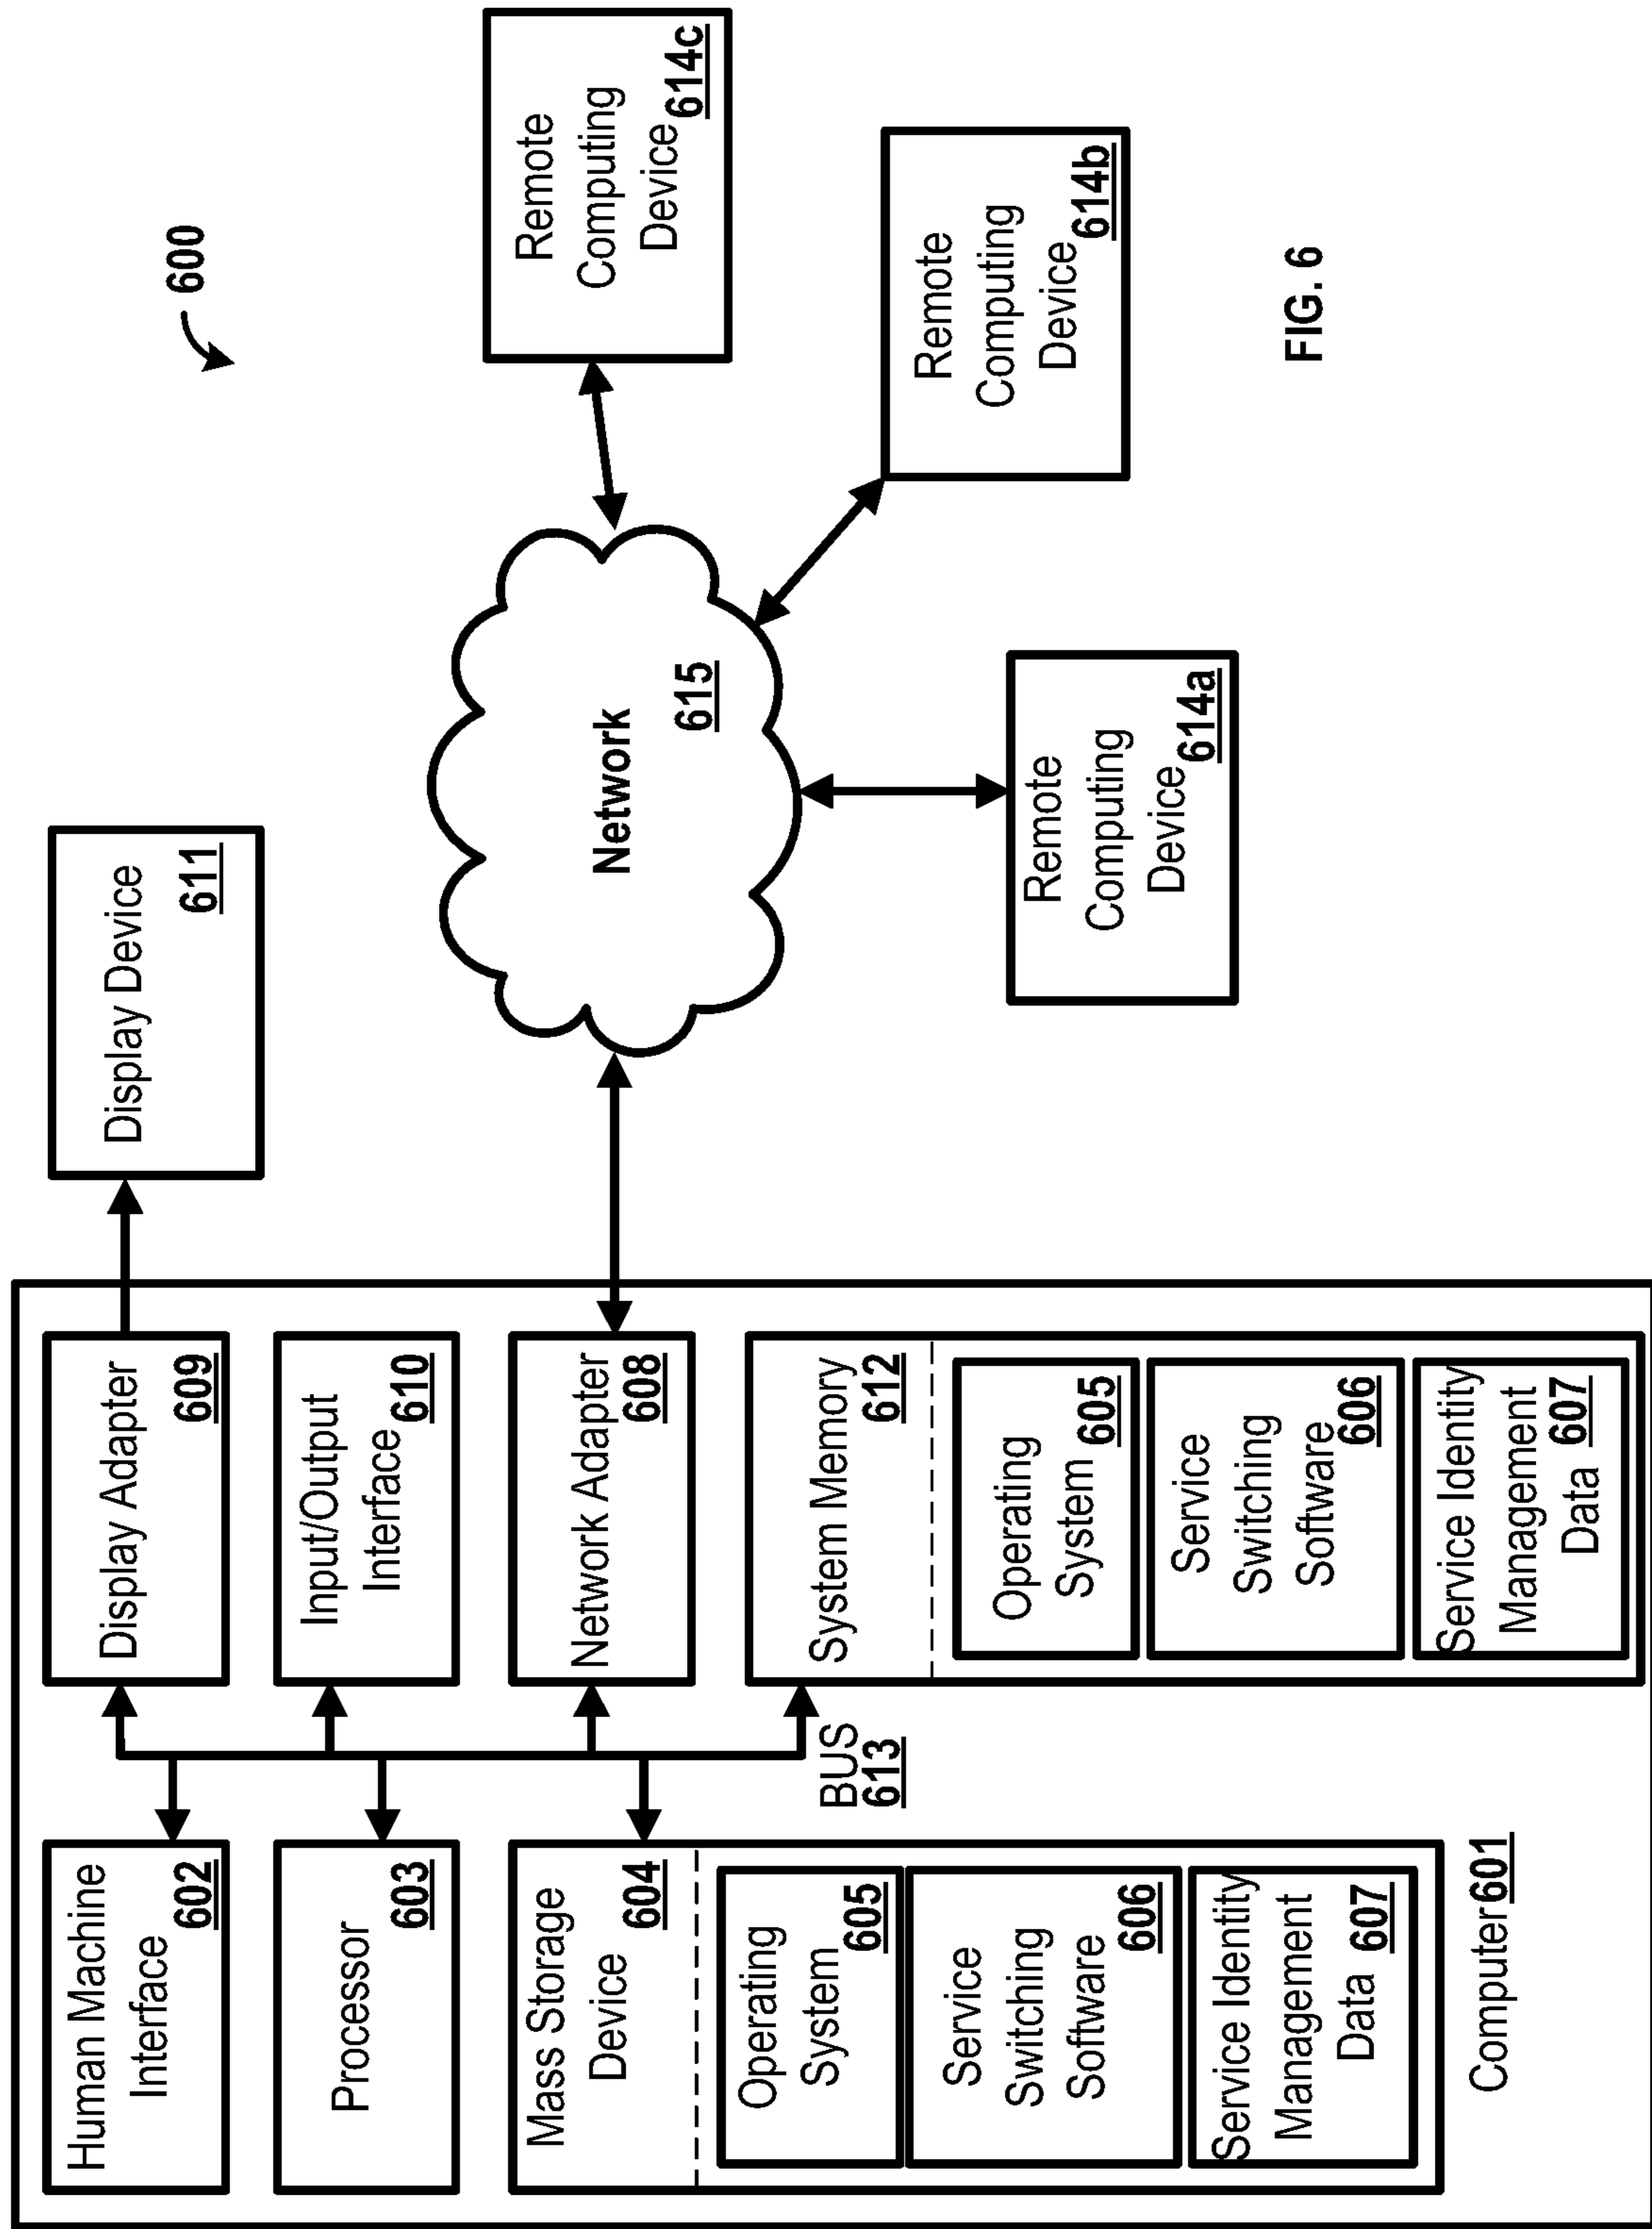 600
Human Machine
Interface
602
Processor
603
Mass Storage
Device
604
Operating
System
605
Service
Switching
Software
606
Service Identity
Management
Data
607
Computer
601
BUS
613
Display Adapter
609
Input/Output
Interface
610
Network Adapter
608
System Memory
612
Operating
System
605
Service
Switching
Software
606
Service Identity
Management
Data
607
Display Device
611
Network
615
Remote
Computing
Device
614a
Remote
Computing
Device
614b
Remote
Computing
Device
614c
FIG. 6